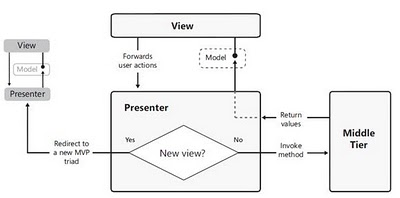 View
View
Forwards
user actions
Model
Model
Presenter
Presenter
Return
values
Middle
Tier
Yes
No
New view?
Redirect to
a new MVP
triad
Invoke
method